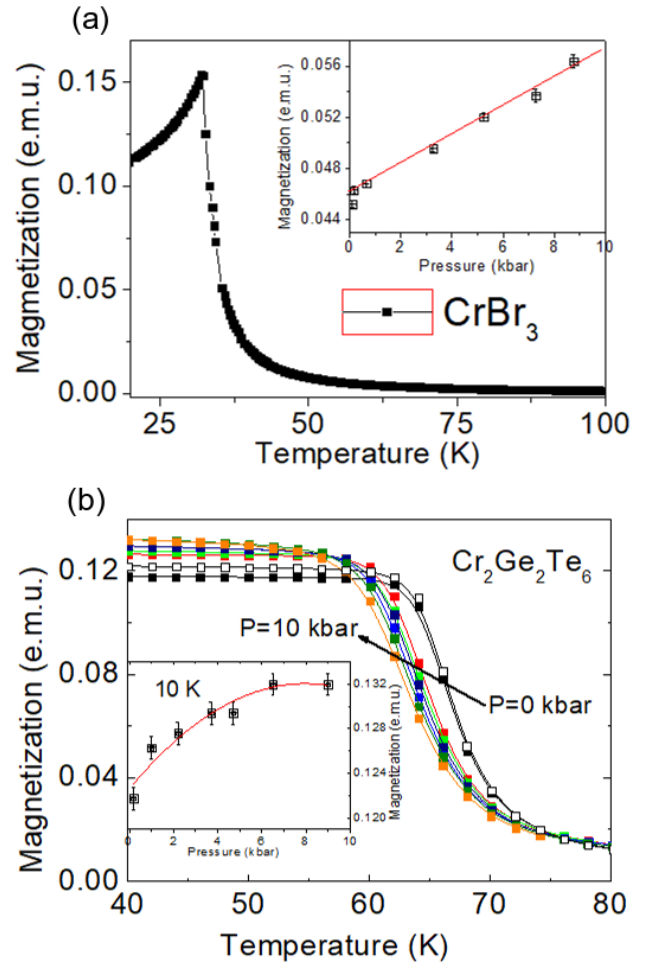 (a)
0.15
0.10
0.05
0.00
Magmetization (e.m.u.)
25
50
75
100
Temperature (K)
0.056
0.052
0.048
0.044
Magnetization (e.m.u.)
0
2
4
6
8
10
Pressure (kbar)
CrBr3
(b)
0.12
0.08
0.04
0.00
Magnetization (e.m.u.)
40
50
60
70
80
Temperature (K)
Cr2Ge2Te6
P=10 kbar
P=0 kbar
10 K
0.132
0.128
0.124
0.120
Magnetization (e.m.u.)
0
2
4
6
8
10
Pressure (kbar)